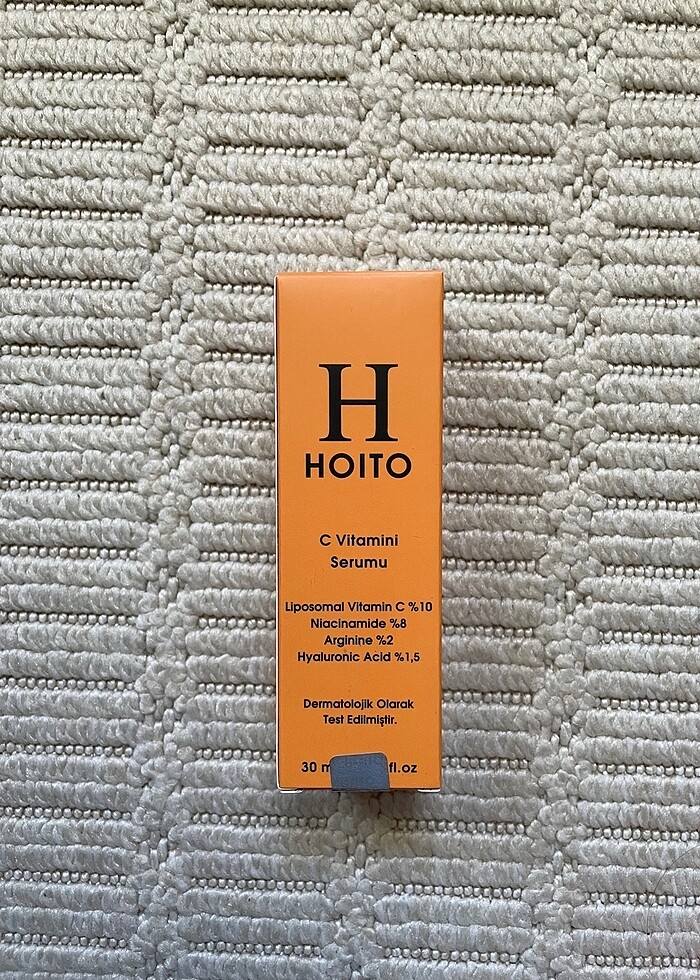 H
HOITO
C Vitamini
Serumu
Liposomal Vitamin C %10
Niacinamide %8
Arginine %2
Hyaluronic Acid %1,5
Dermatolojik Olarak
Test Edilmiştir.
30 fl.oz